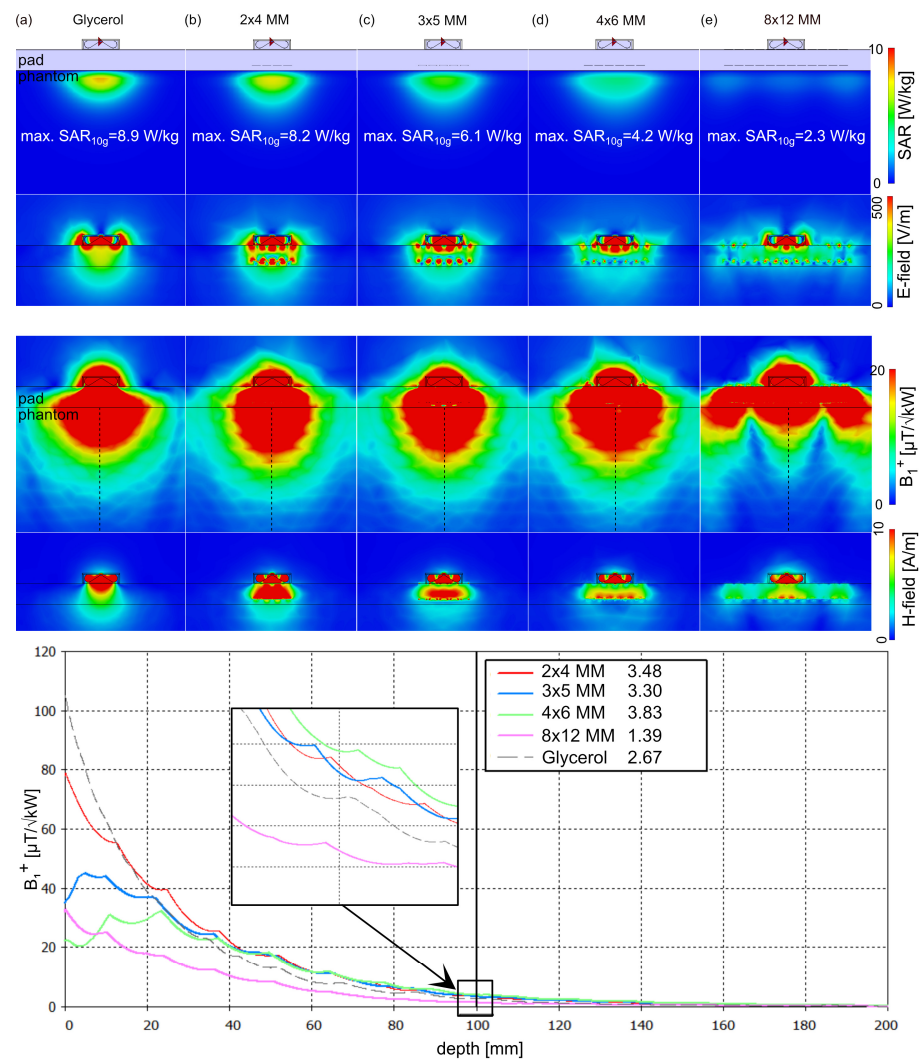 (a) Glycerol (b) 2x4 MM (c) 3x5 MM (d) 4x6 MM (e) 8x12 MM
pad
phantom
max. SAR10g=8.9 W/kg max. SAR10g=8.2 W/kg max. SAR10g=6.1 W/kg max. SAR10g=4.2 W/kg max. SAR10g=2.3 W/kg
10
0
SAR [W/kg]
500
0
E-field [V/m]
pad
phantom
20
0
B1+ [µT/√kW]
10
0
H-field [A/m]
120
100
80
60
40
20
0
B1+ [µT/√kW]
2x4 MM 3.48
3x5 MM 3.30
4x6 MM 3.83
8x12 MM 1.39
Glycerol 2.67
0 20 40 60 80 100 120 140 160 180 200
depth [mm]